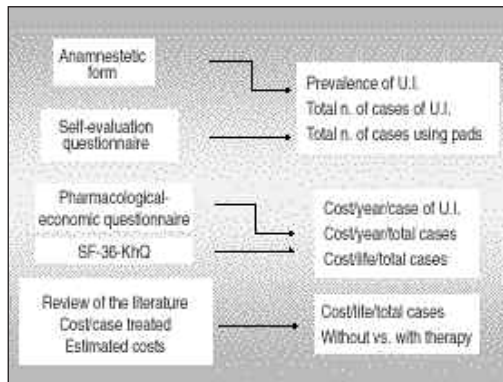 Anamnestetic
form
Self-evaluation
questionnaire
Prevalence of U.I.
Total n. of cases of U.I.
Total n. of cases using pads
Pharmacological-
economic questionnaire
SF-36-KhQ
Cost/year/case of U.I.
Cost/year/total cases
Cost/life/total cases
Review of the literature
Cost/case treated
Estimated costs
Cost/life/total cases
Without vs. with therapy